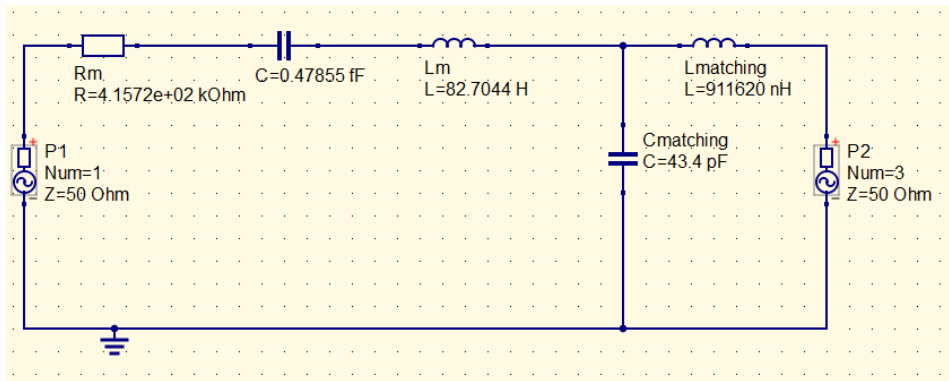 Rm
R=4.1572e+02 kOhm
C=0.47855 fF
Lm
L=82.7044 H
Lmatching
L=911620 nH
P1
Num=1
Z=50 Ohm
Cmatching
C=43.4 pF
P2
Num=3
Z=50 Ohm